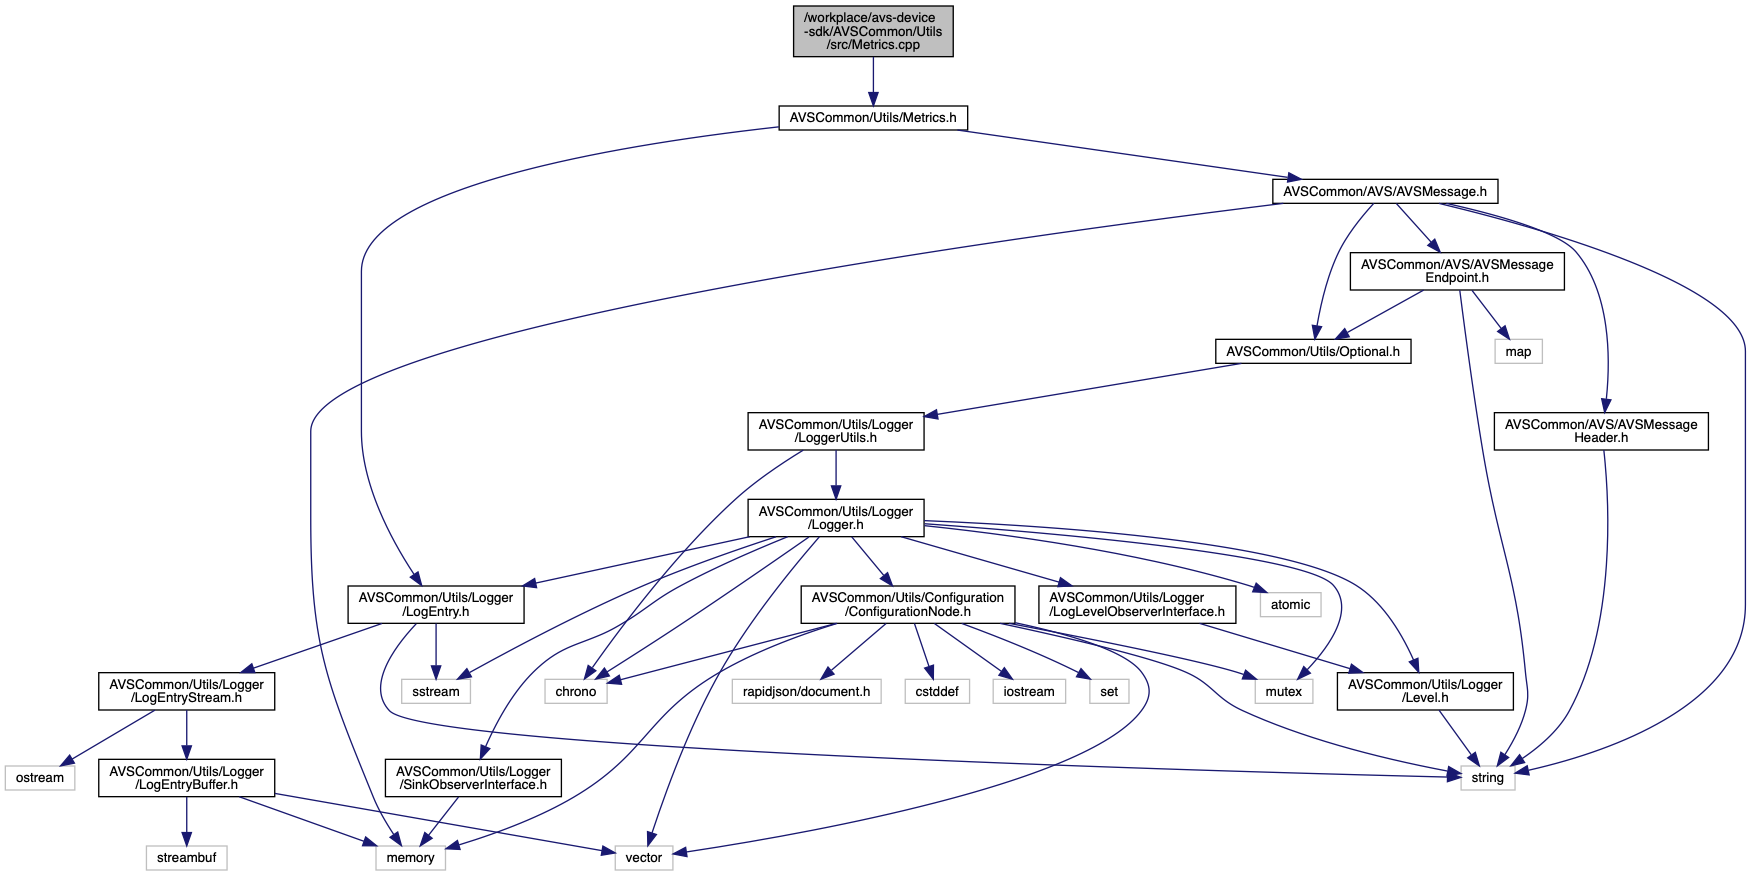 /workplace/avs-device
-sdk/AVSCommon/Utils
/src/Metrics.cpp
AVSCommon/Utils/Metrics.h
AVSCommon/AVS/AVSMessage.h
AVSCommon/AVS/AVSMessage
Endpoint.h
AVSCommon/Utils/Optional.h
map
AVSCommon/Utils/Logger
/LoggerUtils.h
AVSCommon/AVS/AVSMessage
Header.h
AVSCommon/Utils/Logger
/Logger.h
AVSCommon/Utils/Logger
/LogEntry.h
AVSCommon/Utils/Configuration
/ConfigurationNode.h
AVSCommon/Utils/Logger
/LogLevelObserverInterface.h
atomic
AVSCommon/Utils/Logger
/LogEntryStream.h
sstream
chrono
rapidjson/document.h
cstddef
iostream
set
mutex
AVSCommon/Utils/Logger
/Level.h
ostream
AVSCommon/Utils/Logger
/LogEntryBuffer.h
AVSCommon/Utils/Logger
/SinkObserverInterface.h
string
streambuf
memory
vector